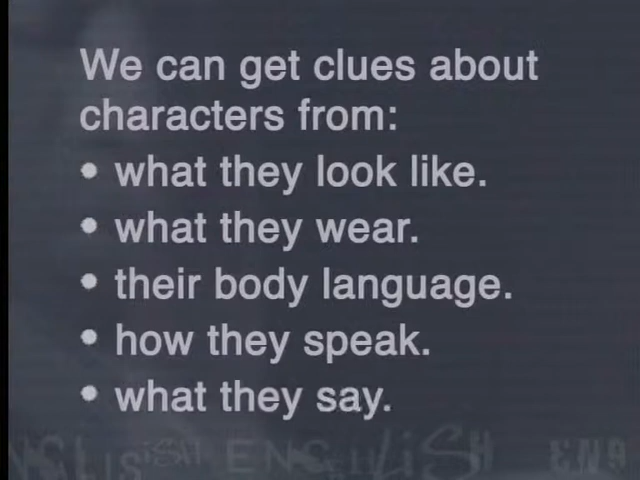 We can get clues about
characters from:
• what they look like.
• what they wear.
• their body language.
• how they speak.
• what they say.
ENGLISH